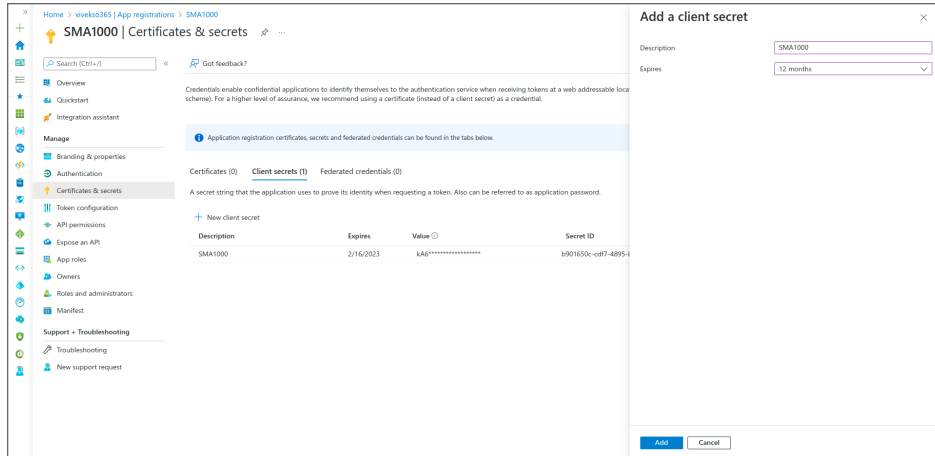 Home > vivekso365 | App registrations > SMA1000
SMA1000 | Certificates & secrets
Search (Ctrl+/)
Overview
Quickstart
Integration assistant
Manage
Branding & properties
Authentication
Certificates & secrets
Token configuration
API permissions
Expose an API
App roles
Owners
Roles and administrators
Manifest
Support + Troubleshooting
Troubleshooting
New support request
Got feedback?
Credentials enable confidential applications to identify themselves to the authentication service when receiving tokens at a web addressable loca
scheme). For a higher level of assurance, we recommend using a certificate (instead of a client secret) as a credential.
Application registration certificates, secrets and federated credentials can be found in the tabs below.
Certificates (0) Client secrets (1) Federated credentials (0)
A secret string that the application uses to prove its identity when requesting a token. Also can be referred to as application password.
New client secret
Description Expires Value Secret ID
SMA1000 2/16/2023 kA6****************** b901650c-cdf7-4895-
Add a client secret
Description SMA1000
Expires 12 months
Add Cancel